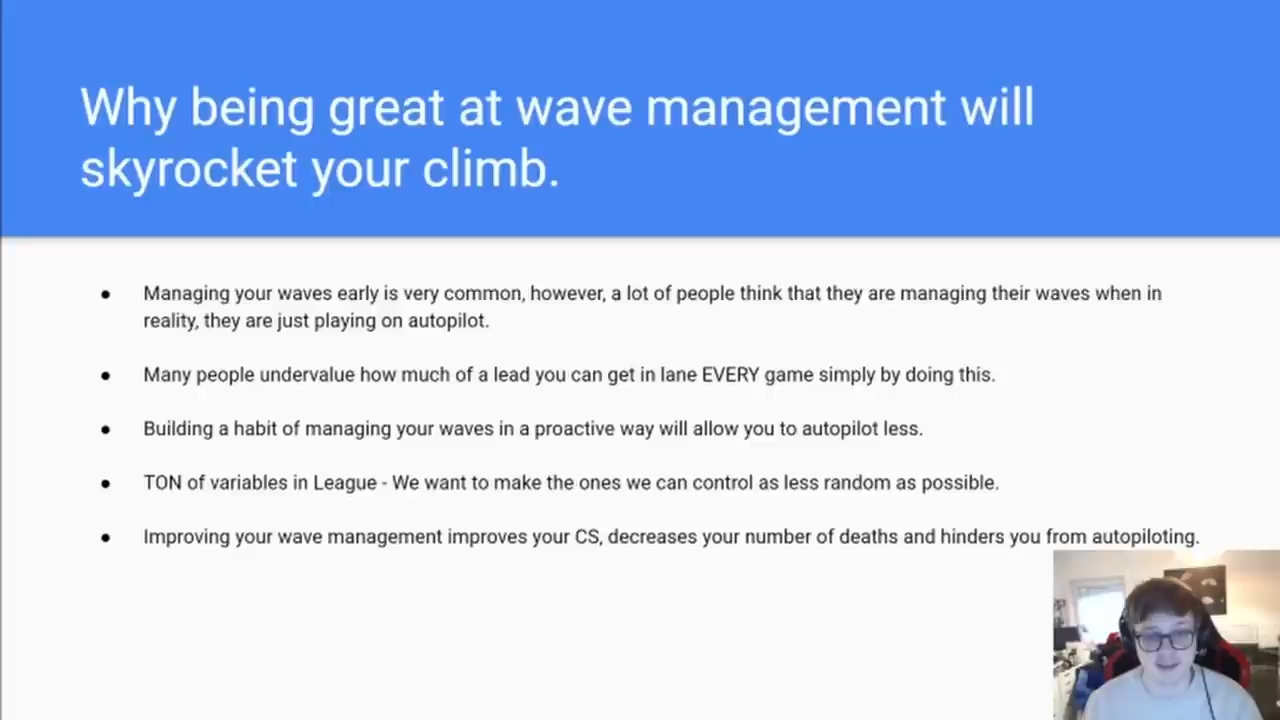 Why being great at wave management will
skyrocket your climb.
● Managing your waves early is very common, however, a lot of people think that they are managing their waves when in
reality, they are just playing on autopilot.
● Many people undervalue how much of a lead you can get in lane EVERY game simply by doing this.
● Building a habit of managing your waves in a proactive way will allow you to autopilot less.
● TON of variables in League - We want to make the ones we can control as less random as possible.
● Improving your wave management improves your CS, decreases your number of deaths and hinders you from autopiloting.